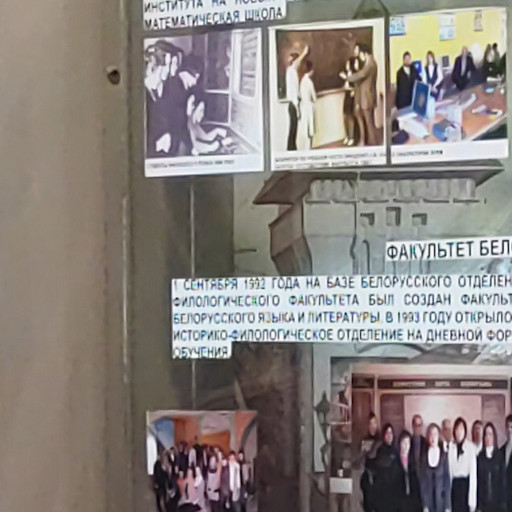 ИНСТИТУТА НА
МАТЕМАТИЧЕСКАЯ ШКОЛА
ФАКУЛЬТЕТ БЕЛ
1 СЕНТЯБРЯ 1992 ГОДА НА БАЗЕ БЕЛОРУССКОГО ОТДЕЛЕН
ФИЛОЛОГИЧЕСКОГО ФАКУЛЬТЕТА БЫЛ СОЗДАН ФАКУЛЬТ
БЕЛОРУССКОГО ЯЗЫКА И ЛИТЕРАТУРЫ. В 1993 ГОДУ ОТКРЫЛО
ИСТОРИКО-ФИЛОЛОГИЧЕСКОЕ ОТДЕЛЕНИЕ НА ДНЕВНОЙ ФОР
ОБУЧЕНИЯ